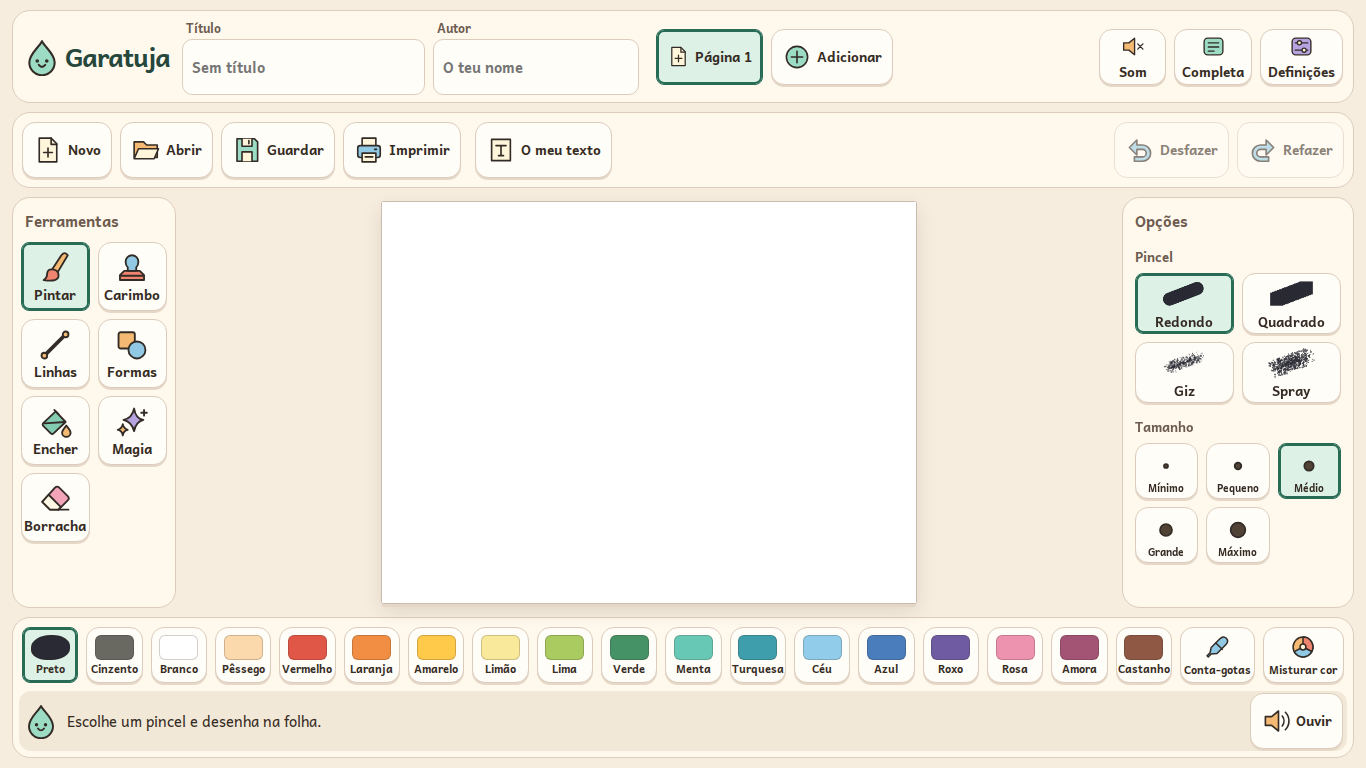 Garatuja
Título
Sem título
Autor
O teu nome
Página 1
Adicionar
Som
Completa
Definições
Novo
Abrir
Guardar
Imprimir
O meu texto
Desfazer
Refazer
Ferramentas
Pintar
Carimbo
Linhas
Formas
Encher
Magia
Borracha
Opções
Pincel
Redondo
Quadrado
Giz
Spray
Tamanho
Mínimo
Pequeno
Médio
Grande
Máximo
Preto
Cinzento
Branco
Pêssego
Vermelho
Laranja
Amarelo
Limão
Lima
Verde
Menta
Turquesa
Céu
Azul
Roxo
Rosa
Amora
Castanho
Conta-gotas
Misturar cor
Escolhe um pincel e desenha na folha.
Ouvir